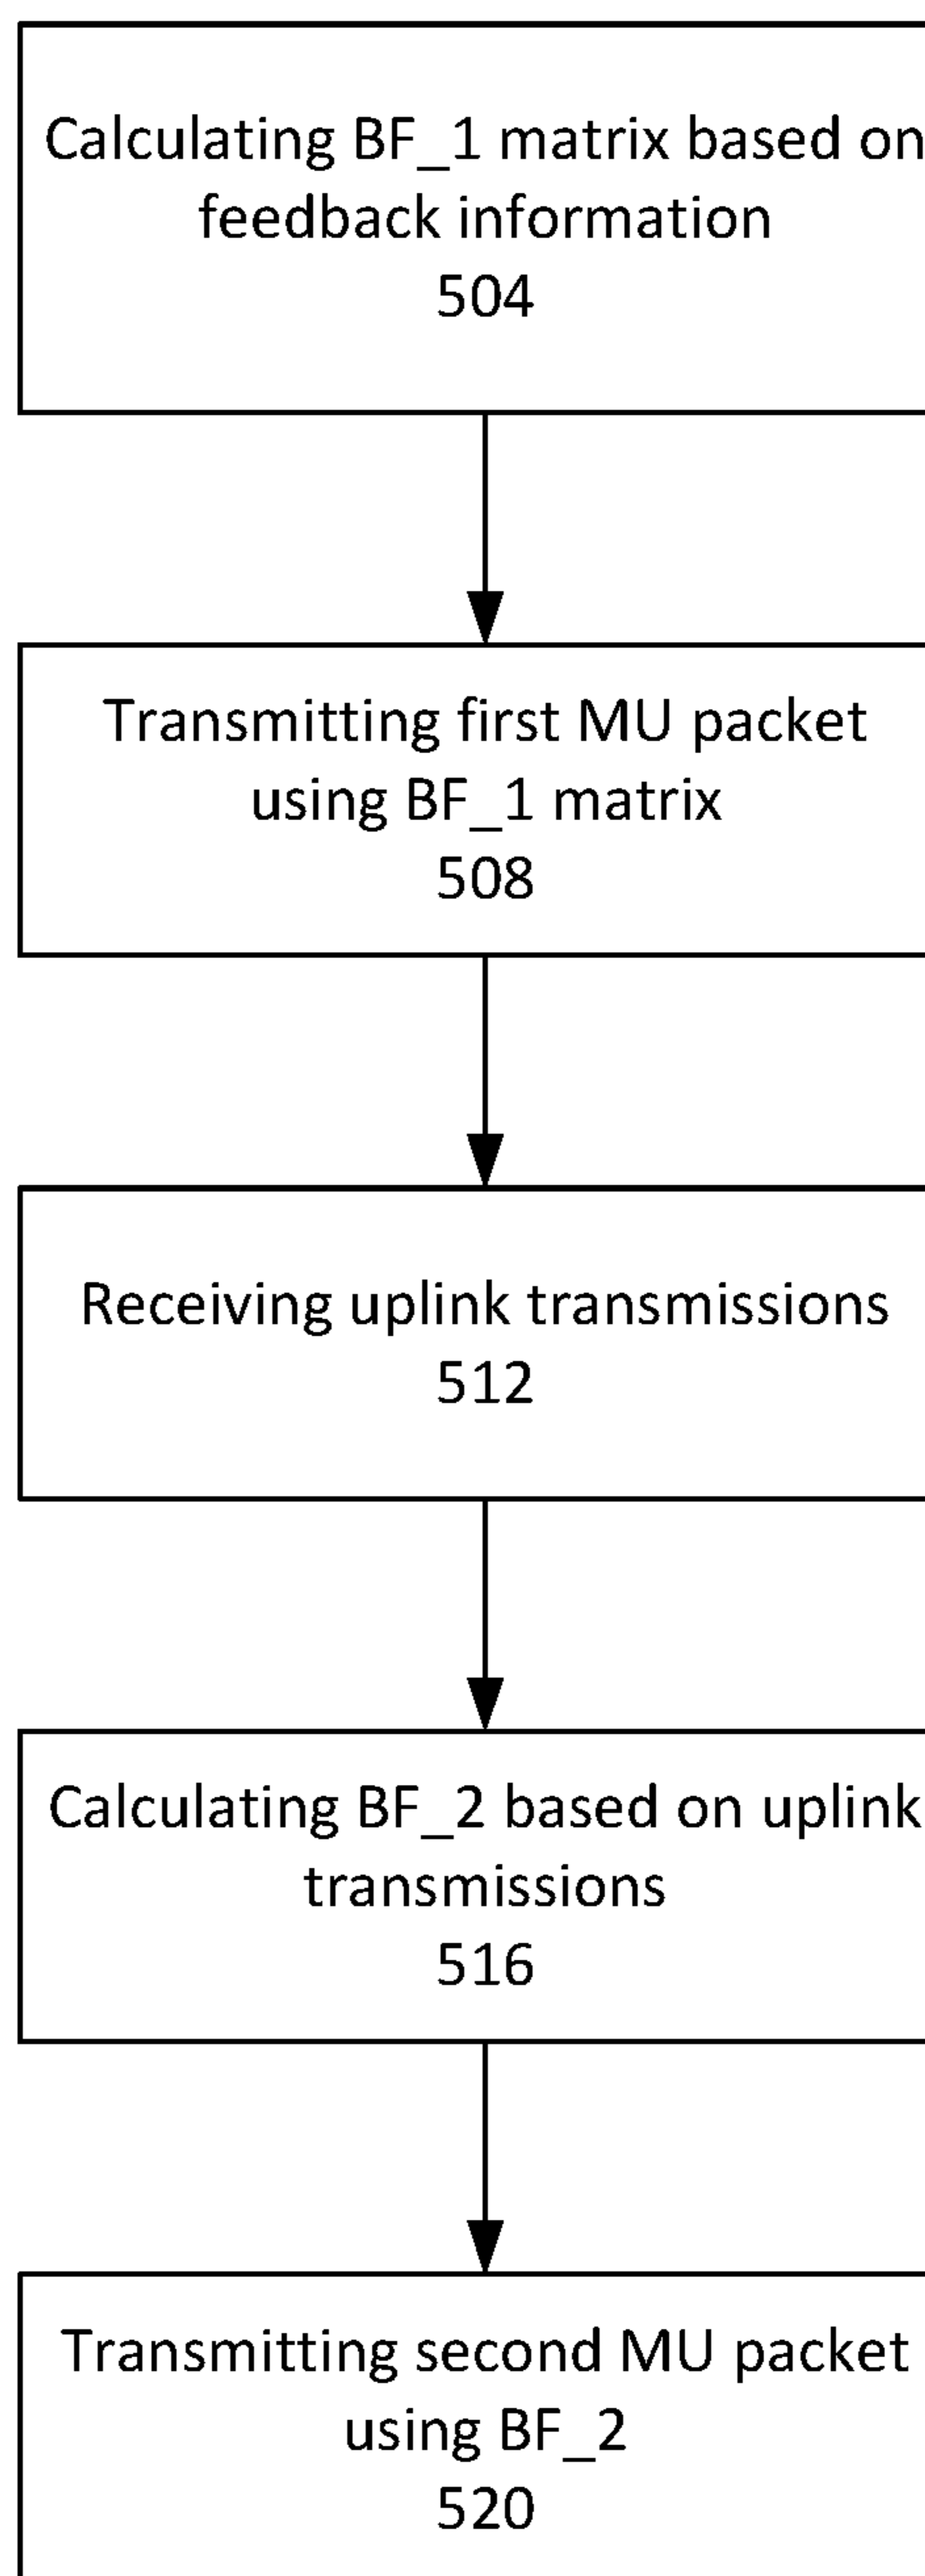 Calculating BF_1 matrix based on
feedback information
504
Transmitting first MU packet
using BF_1 matrix
508
Receiving uplink transmissions
512
Calculating BF_2 based on uplink
transmissions
516
Transmitting second MU packet
using BF_2
520